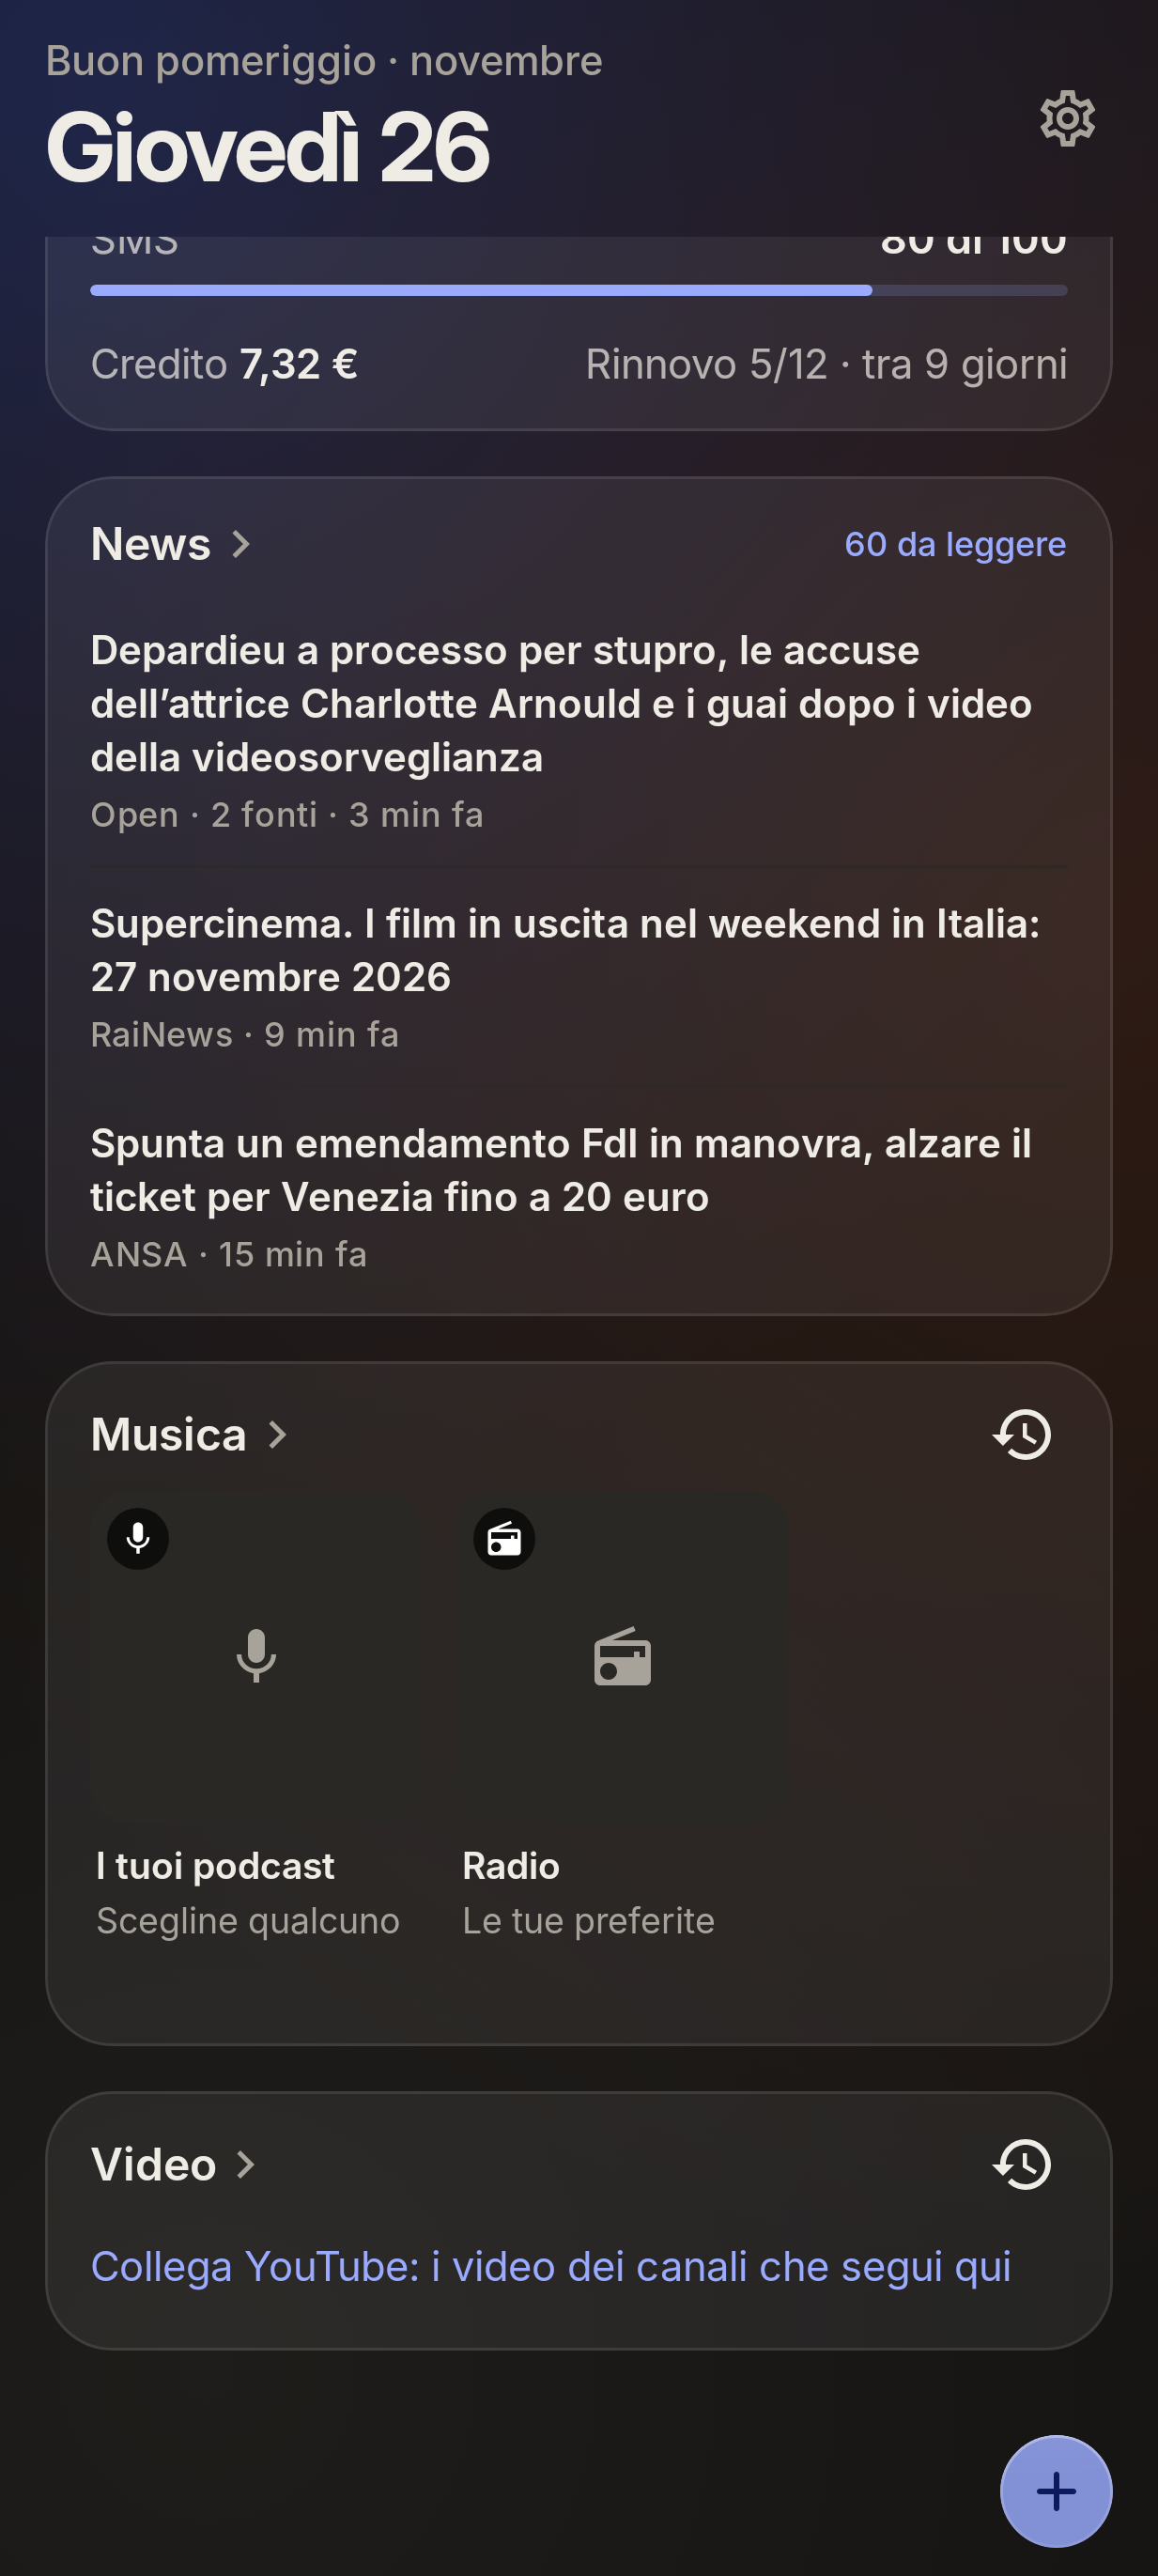 Buon pomeriggio · novembre
Giovedì 26
SMS 80 di 100
Credito 7,32 € Rinnovo 5/12 · tra 9 giorni
News 60 da leggere
Depardieu a processo per stupro, le accuse
dell’attrice Charlotte Arnould e i guai dopo i video
della videosorveglianza
Open · 2 fonti · 3 min fa
Supercinema. I film in uscita nel weekend in Italia:
27 novembre 2026
RaiNews · 9 min fa
Spunta un emendamento FdI in manovra, alzare il
ticket per Venezia fino a 20 euro
ANSA · 15 min fa
Musica
I tuoi podcast Radio
Scegline qualcuno Le tue preferite
Video
Collega YouTube: i video dei canali che segui qui